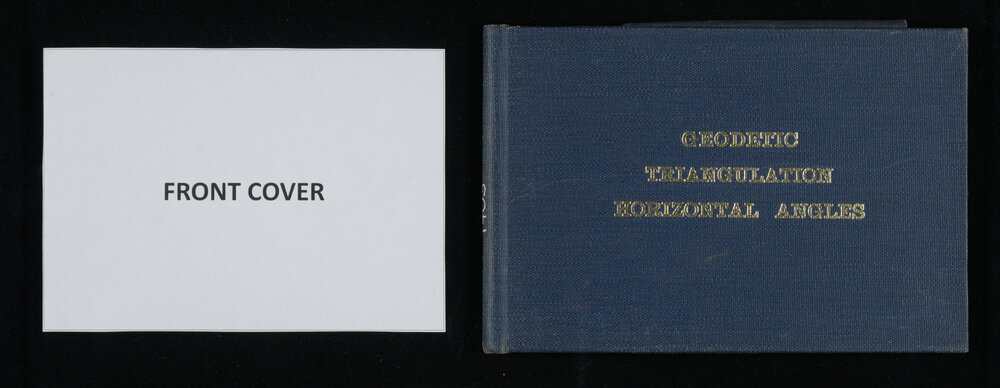 FRONT COVER
GEODETIC
TRIANGULATION
HORIZONTAL ANGLES